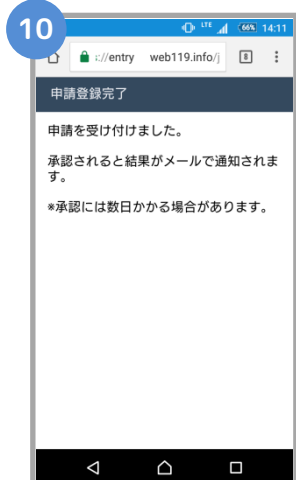 10
LTE 66% 14:11
://entry web119.info/j 8
申請登録完了
申請を受け付けました。
承認されると結果がメールで通知されま
す。
*承認には数日かかる場合があります。